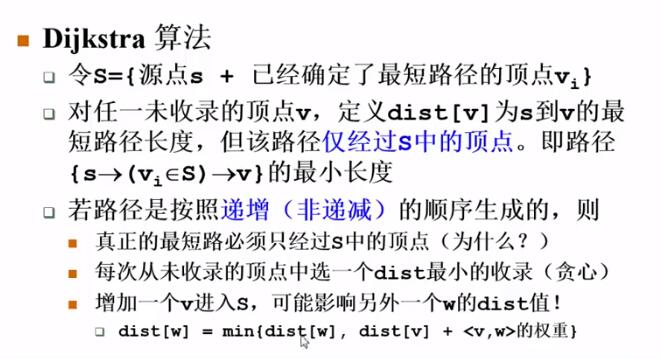 Dijkstra 算法
令S={源点s + 已经确定了最短路径的顶点vi}
对任一未收录的顶点v，定义dist[v]为s到v的最
短路径长度，但该路径仅经过S中的顶点。即路径
{s→(vi∈S)→v}的最小长度
若路径是按照递增（非递减）的顺序生成的，则
真正的最短路必须只经过S中的顶点（为什么？）
每次从未收录的顶点中选一个dist最小的收录（贪心）
增加一个v进入S，可能影响另外一个w的dist值！
dist[w] = min{dist[w], dist[v] + <v,w>的权重}